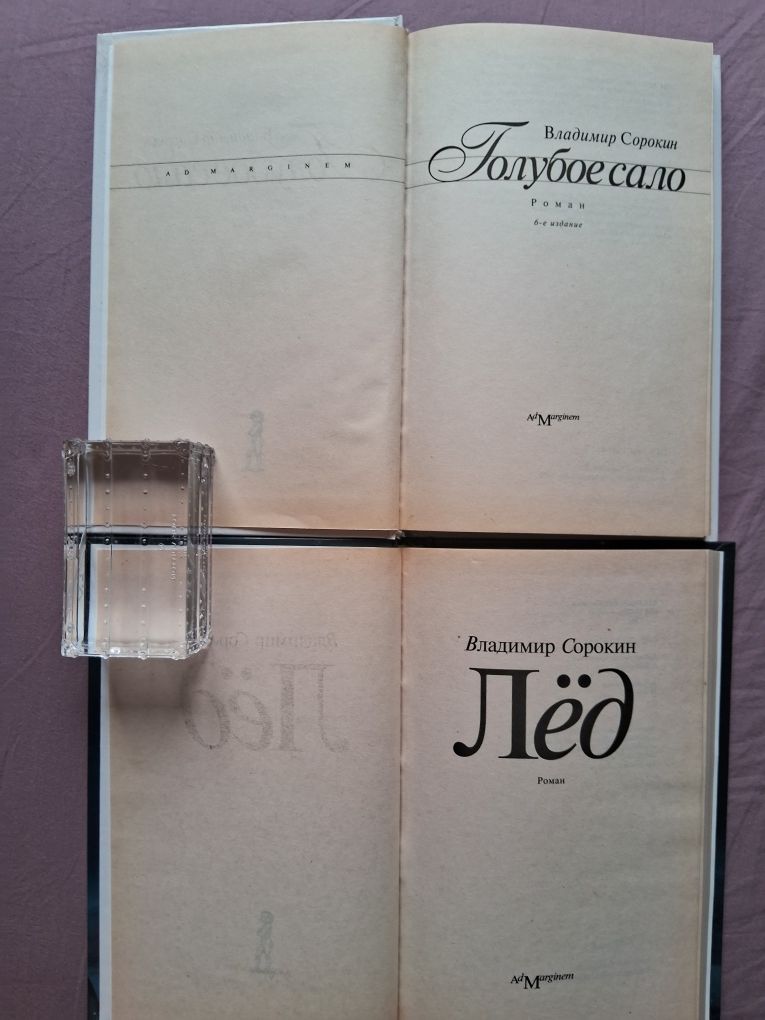 AD MARGINEM
Владимир Сорокин
Голубое сало
Роман
6-е издание
Ad Marginem
Владимир Сорокин
Лёд
Роман
Ad Marginem